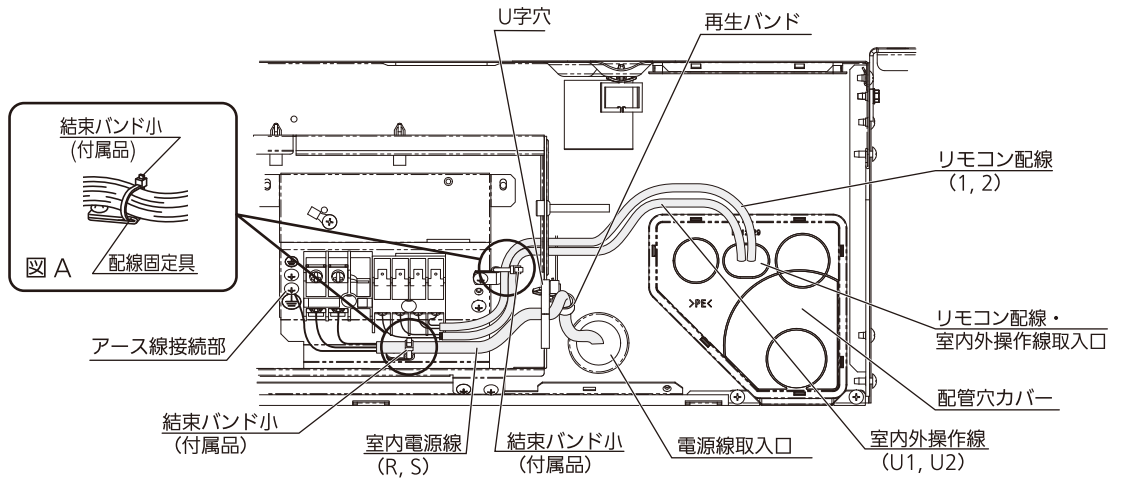 U字穴
再生バンド
結束バンド小
(付属品)
図 A
配線固定具
リモコン配線
(1, 2)
>PE<
アース線接続部
リモコン配線・
室内外操作線取入口
配管穴カバー
結束バンド小
(付属品)
室内電源線
(R, S)
結束バンド小
(付属品)
電源線取入口
室内外操作線
(U1, U2)